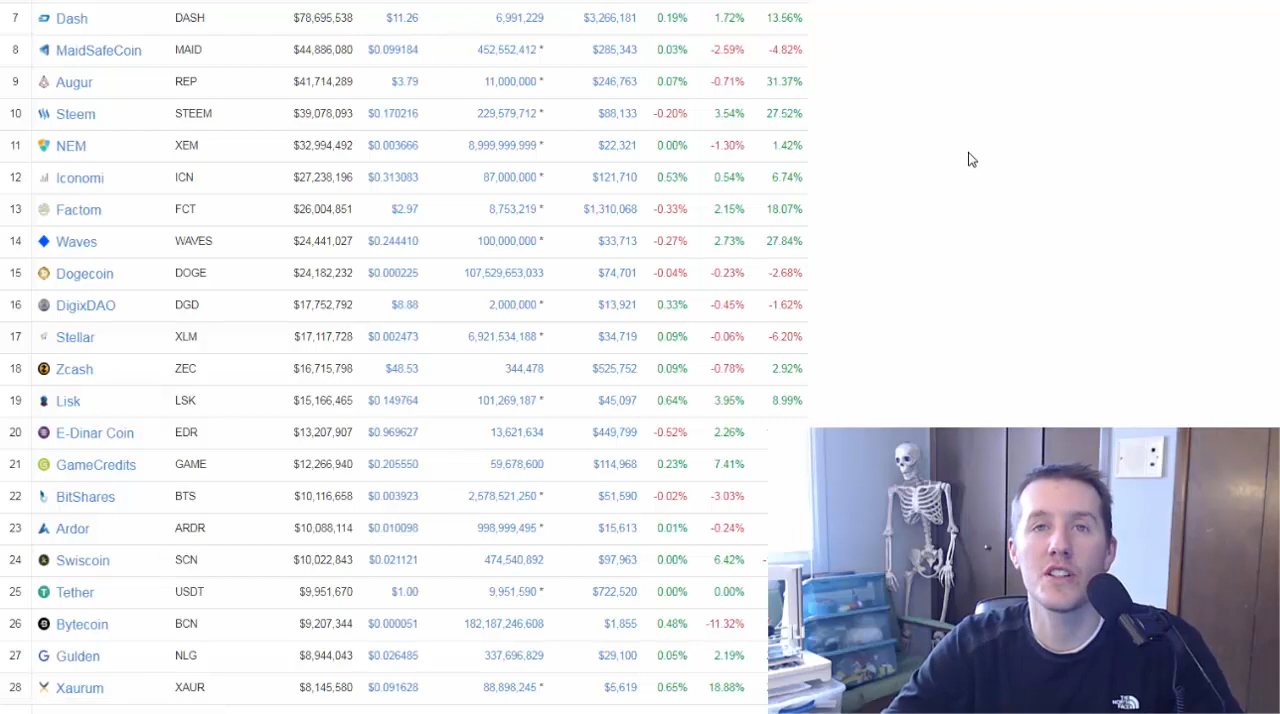 7 Dash DASH $78,695,538 $11.26 6,991,229 $3,266,181 0.19% 1.72% 13.56%
8 MaidSafeCoin MAID $44,886,080 $0.099184 452,552,412 * $285,343 0.03% -2.59% -4.82%
9 Augur REP $41,714,289 $3.79 11,000,000 * $246,763 0.07% -0.71% 31.37%
10 Steem STEEM $39,078,093 $0.170216 229,579,712 * $88,133 -0.20% 3.54% 27.52%
11 NEM XEM $32,994,492 $0.003666 8,999,999,999 * $22,321 0.00% -1.30% 1.42%
12 Iconomi ICN $27,238,196 $0.313083 87,000,000 * $121,710 0.53% 0.54% 6.74%
13 Factom FCT $26,004,851 $2.97 8,753,219 * $1,310,068 -0.33% 2.15% 18.07%
14 Waves WAVES $24,441,027 $0.244410 100,000,000 * $33,713 -0.27% 2.73% 27.84%
15 Dogecoin DOGE $24,182,232 $0.000225 107,529,653,033 $74,701 -0.04% -0.23% -2.68%
16 DigixDAO DGD $17,752,792 $8.88 2,000,000 * $13,921 0.33% -0.45% -1.62%
17 Stellar XLM $17,117,728 $0.002473 6,921,534,188 * $34,719 0.09% -0.06% -6.20%
18 Zcash ZEC $16,715,798 $48.53 344,478 $525,752 0.09% -0.78% 2.92%
19 Lisk LSK $15,166,465 $0.149764 101,269,187 * $45,097 0.64% 3.95% 8.99%
20 E-Dinar Coin EDR $13,207,907 $0.969627 13,621,634 $449,799 -0.52% 2.26%
21 GameCredits GAME $12,266,940 $0.205550 59,678,600 $114,968 0.23% 7.41%
22 BitShares BTS $10,116,658 $0.003923 2,578,521,250 * $51,590 -0.02% -3.03%
23 Ardor ARDR $10,088,114 $0.010098 998,999,495 * $15,613 0.01% -0.24%
24 Swiscoin SCN $10,022,843 $0.021121 474,540,892 $97,963 0.00% 6.42%
25 Tether USDT $9,951,670 $1.00 9,951,590 * $722,520 0.00% 0.00%
26 Bytecoin BCN $9,207,344 $0.000051 182,187,246,608 $1,855 0.48% -11.32%
27 Gulden NLG $8,944,043 $0.026485 337,696,829 $29,100 0.05% 2.19%
28 Xaurum XAUR $8,145,580 $0.091628 88,898,245 * $5,619 0.65% 18.88%
THE NORTH FACE